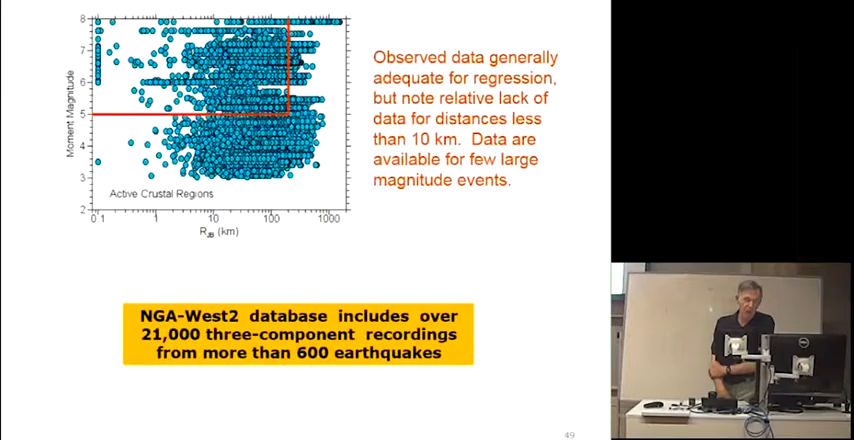 8
7
6
5
4
3
2
Moment Magnitude
Active Crustal Regions
0.1 1 10 100 1000
R_JB (km)
Observed data generally
adequate for regression,
but note relative lack of
data for distances less
than 10 km. Data are
available for few large
magnitude events.
NGA-West2 database includes over
21,000 three-component recordings
from more than 600 earthquakes
49
DELL